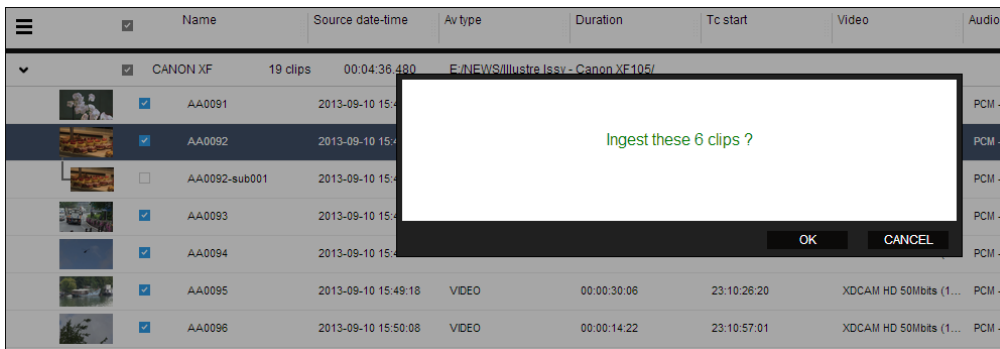 Name Source date-time Av type Duration Tc start Video Audio
CANON XF 19 clips 00:04:36.480 E:/NEWS/Illustre Issy - Canon XF105/
AA0091 2013-09-10 15:4 PCM -
Ingest these 6 clips ?
AA0092 2013-09-10 15:4 PCM -
AA0092-sub001 2013-09-10 15:4 PCM -
AA0093 2013-09-10 15:4 PCM -
OK CANCEL
AA0094 2013-09-10 15:4 PCM -
AA0095 2013-09-10 15:49:18 VIDEO 00:00:30:06 23:10:26:20 XDCAM HD 50Mbits (1... PCM -
AA0096 2013-09-10 15:50:08 VIDEO 00:00:14:22 23:10:57:01 XDCAM HD 50Mbits (1... PCM -